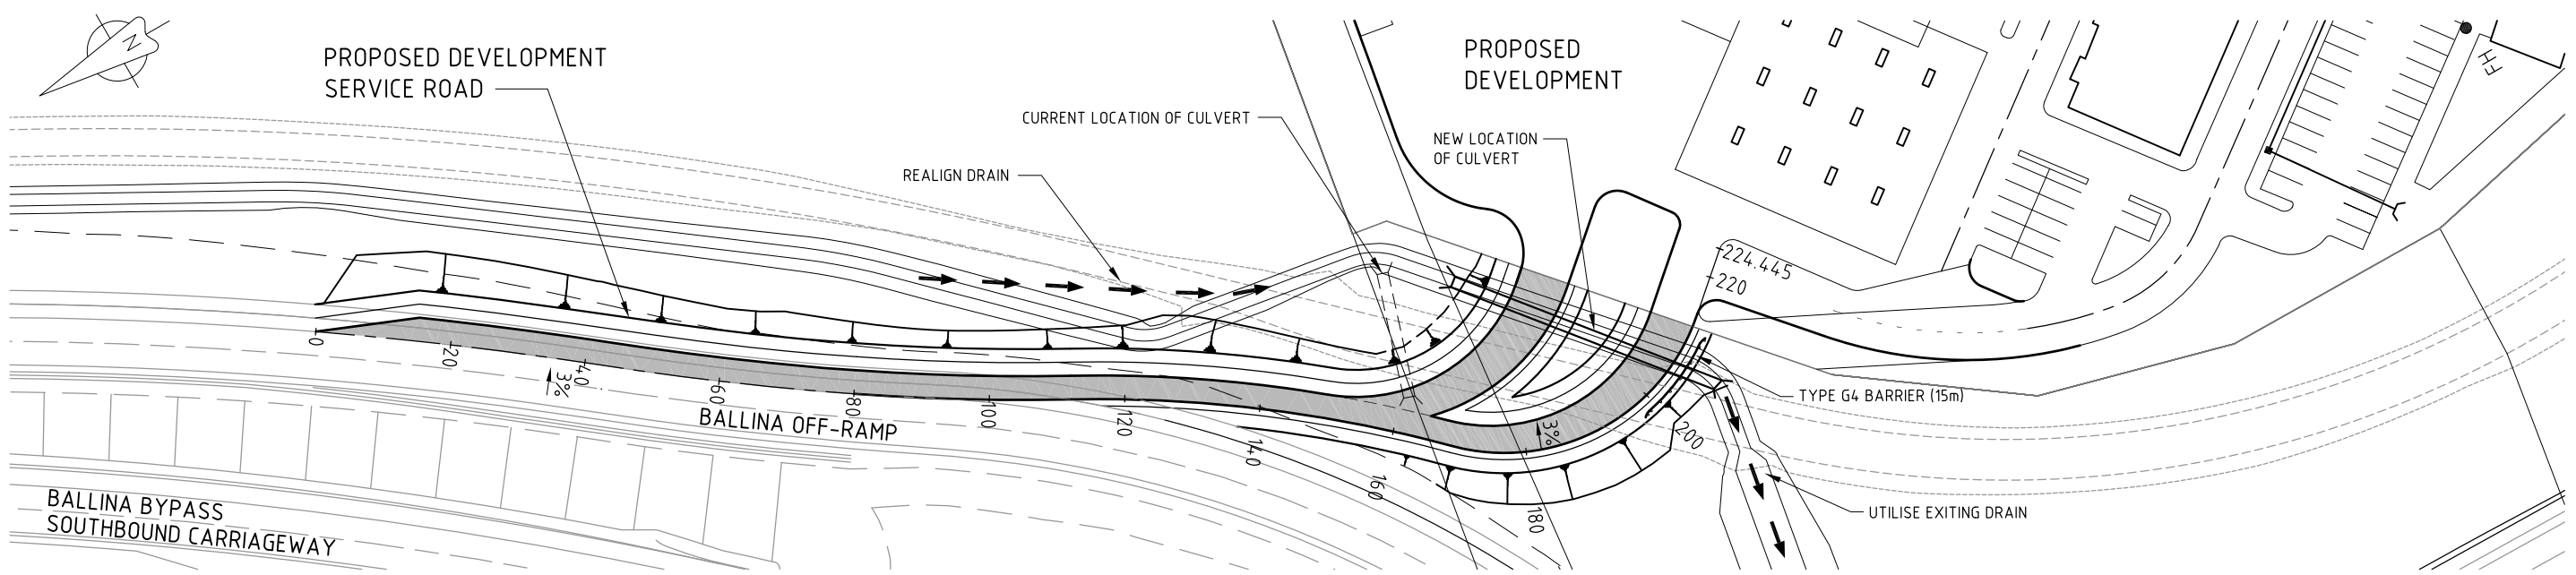 N
PROPOSED DEVELOPMENT
SERVICE ROAD
CURRENT LOCATION OF CULVERT
REALIGN DRAIN
PROPOSED
DEVELOPMENT
NEW LOCATION
OF CULVERT
FH
224.445
220
0
20
40
3%
60
80
100
120
140
160
180
3%
200
BALLINA OFF-RAMP
TYPE G4 BARRIER (15m)
UTILISE EXITING DRAIN
BALLINA BYPASS
SOUTHBOUND CARRIAGEWAY